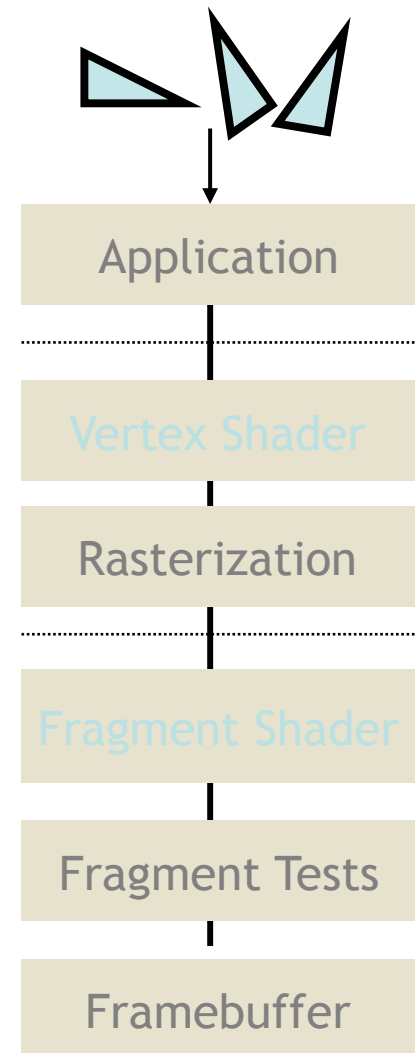 Application
Vertex Shader
Rasterization
Fragment Shader
Fragment Tests
Framebuffer